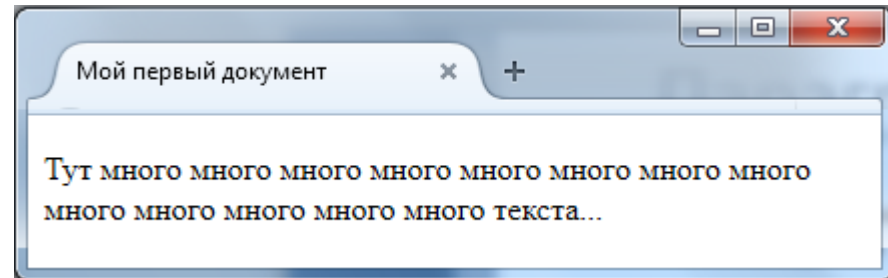 Мой первый документ
Тут много много много много много много много много
много много много много много текста...